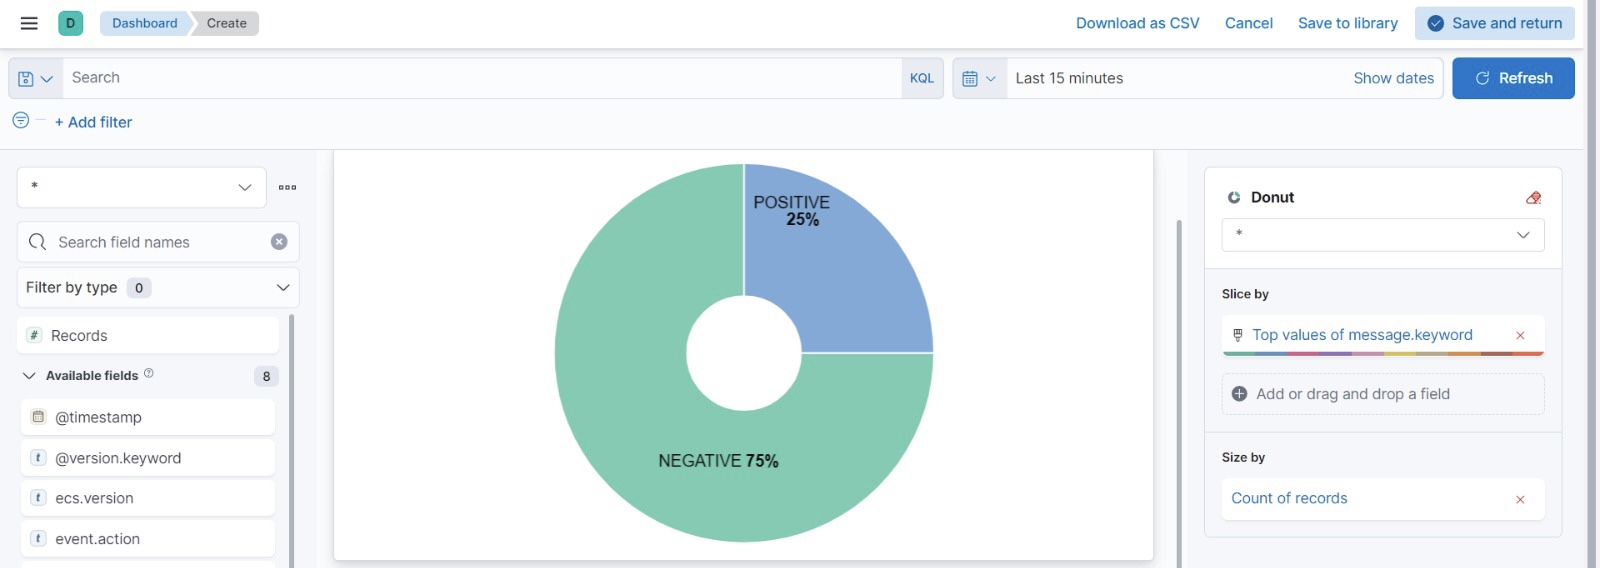 D Dashboard Create Download as CSV Cancel Save to library Save and return
Search KQL Last 15 minutes Show dates Refresh
+ Add filter
*
Search field names
Filter by type 0
# Records
Available fields ? 8
@timestamp
t @version.keyword
t ecs.version
t event.action
POSITIVE
25%
NEGATIVE 75%
Donut
*
Slice by
Top values of message.keyword
Add or drag and drop a field
Size by
Count of records